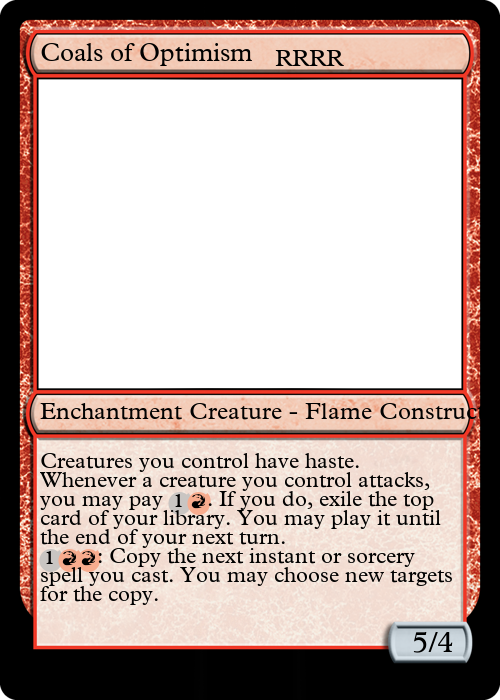 Coals of Optimism RRRR
Enchantment Creature - Flame Construc
Creatures you control have haste.
Whenever a creature you control attacks,
you may pay 1R. If you do, exile the top
card of your library. You may play it until
the end of your next turn.
1RR: Copy the next instant or sorcery
spell you cast. You may choose new targets
for the copy.
5/4